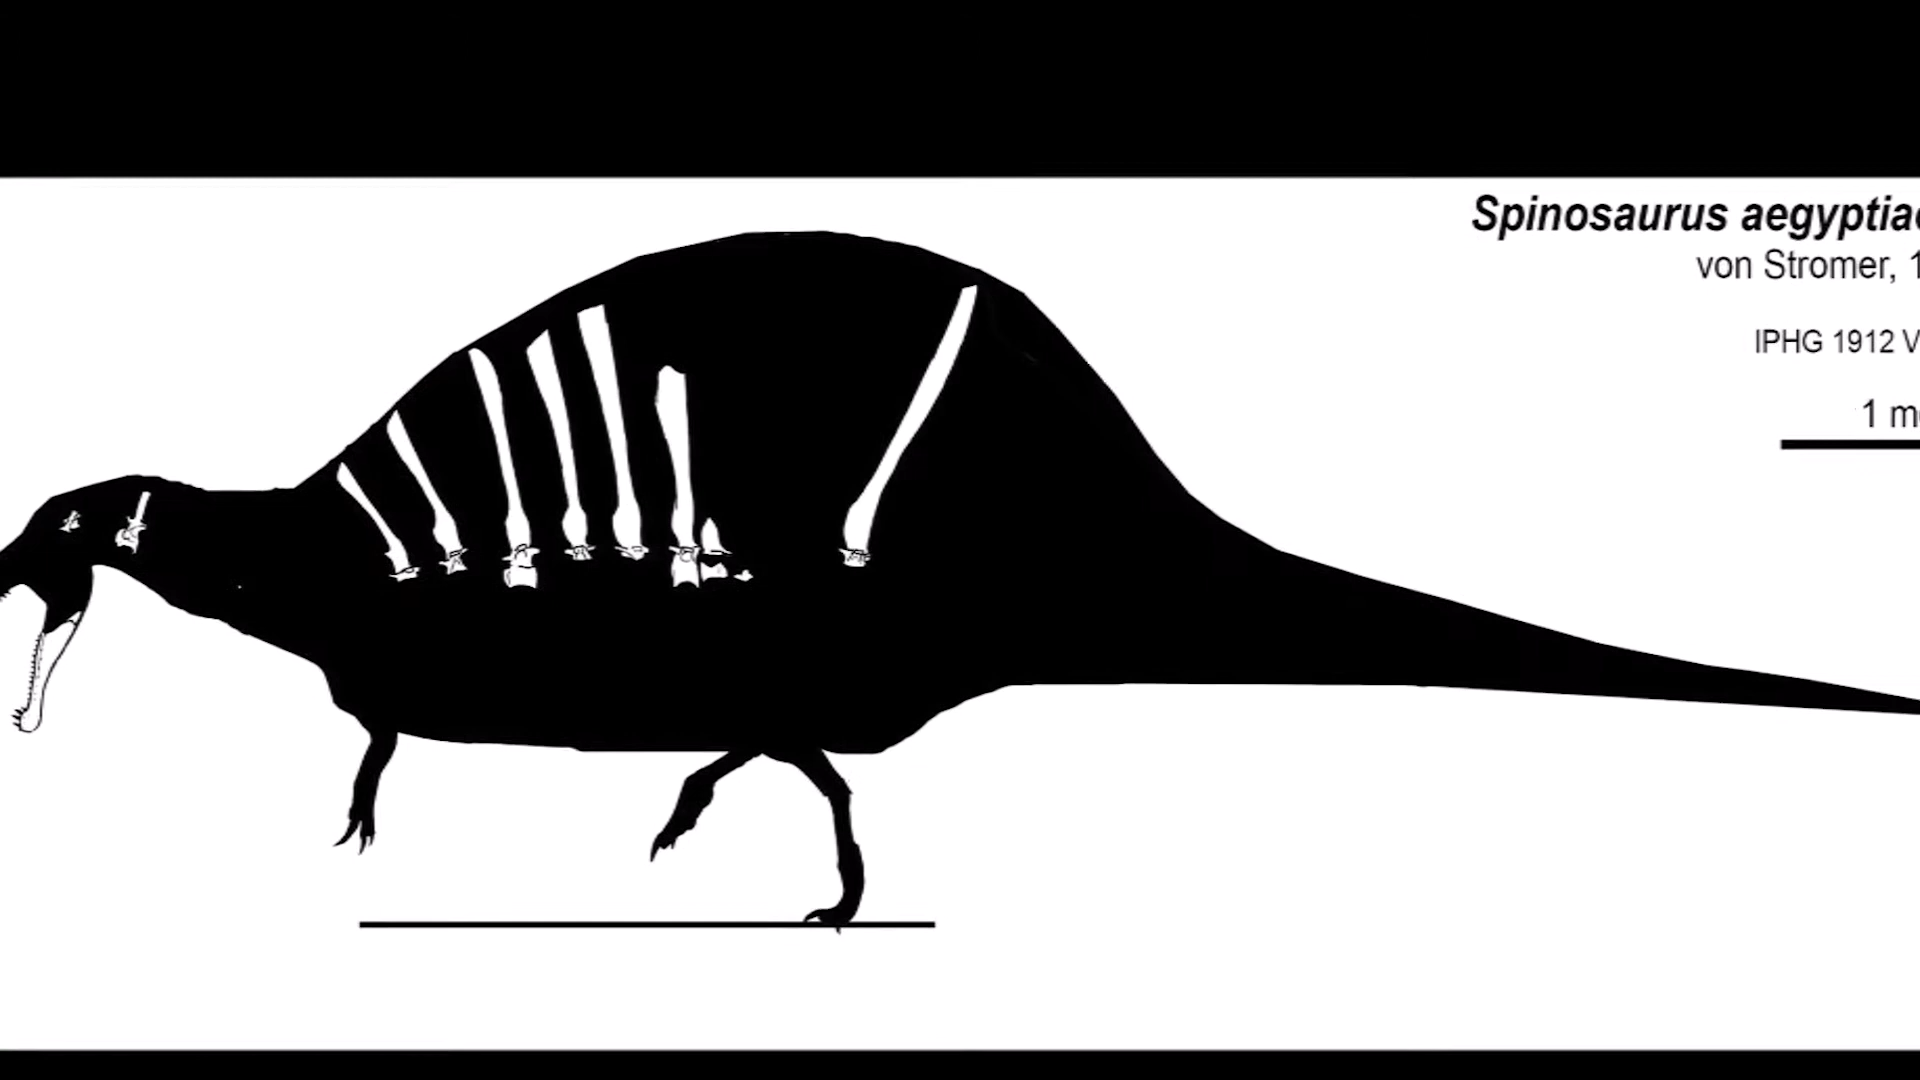 Spinosaurus aegyptiac
von Stromer, 1
IPHG 1912 V
1 m